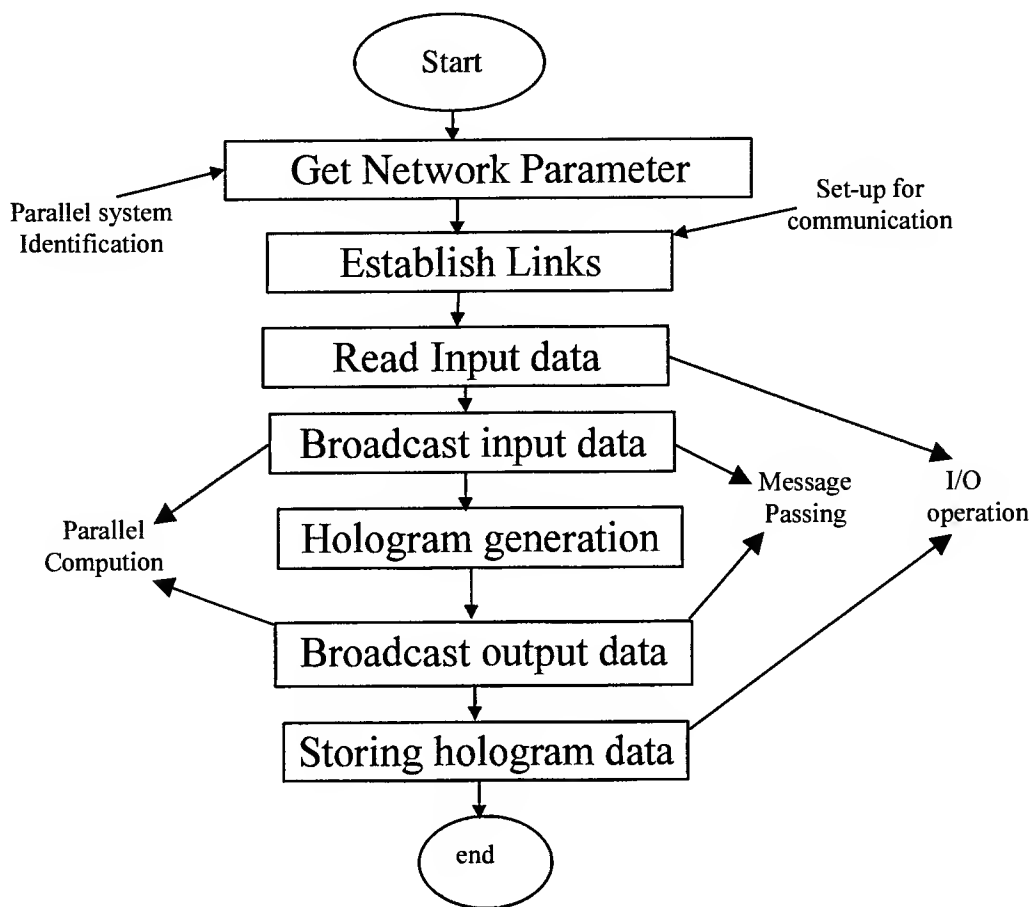 Start
Get Network Parameter
Parallel system
Identification
Set-up for
communication
Establish Links
Read Input data
Broadcast input data
Message
Passing
I/O
operation
Parallel
Compution
Hologram generation
Broadcast output data
Storing hologram data
end